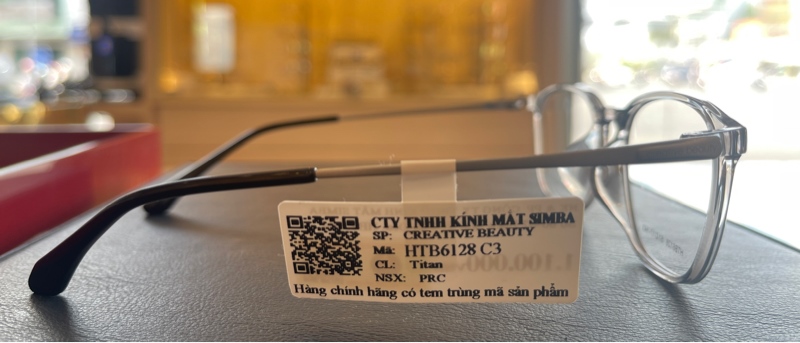 CTY TNHH KÍNH MẮT SIMBA
SP: CREATIVE BEAUTY
Mã: HTB6128 C3
CL: Titan
NSX: PRC
Hàng chính hãng có tem trùng mã sản phẩm